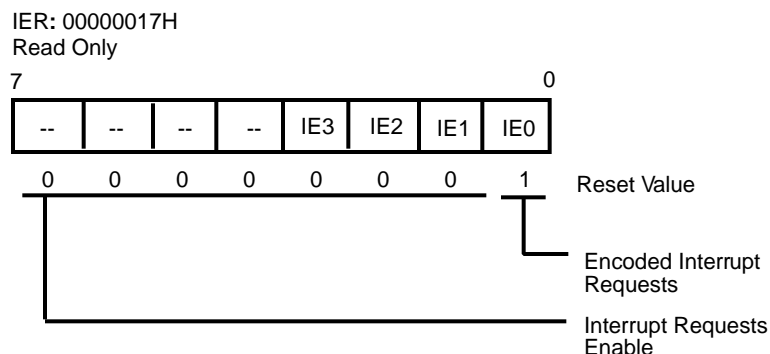 IER: 00000017H
Read Only
7 0
-- -- -- -- IE3 IE2 IE1 IE0
0 0 0 0 0 0 0 1 Reset Value
Encoded Interrupt
Requests
Interrupt Requests
Enable